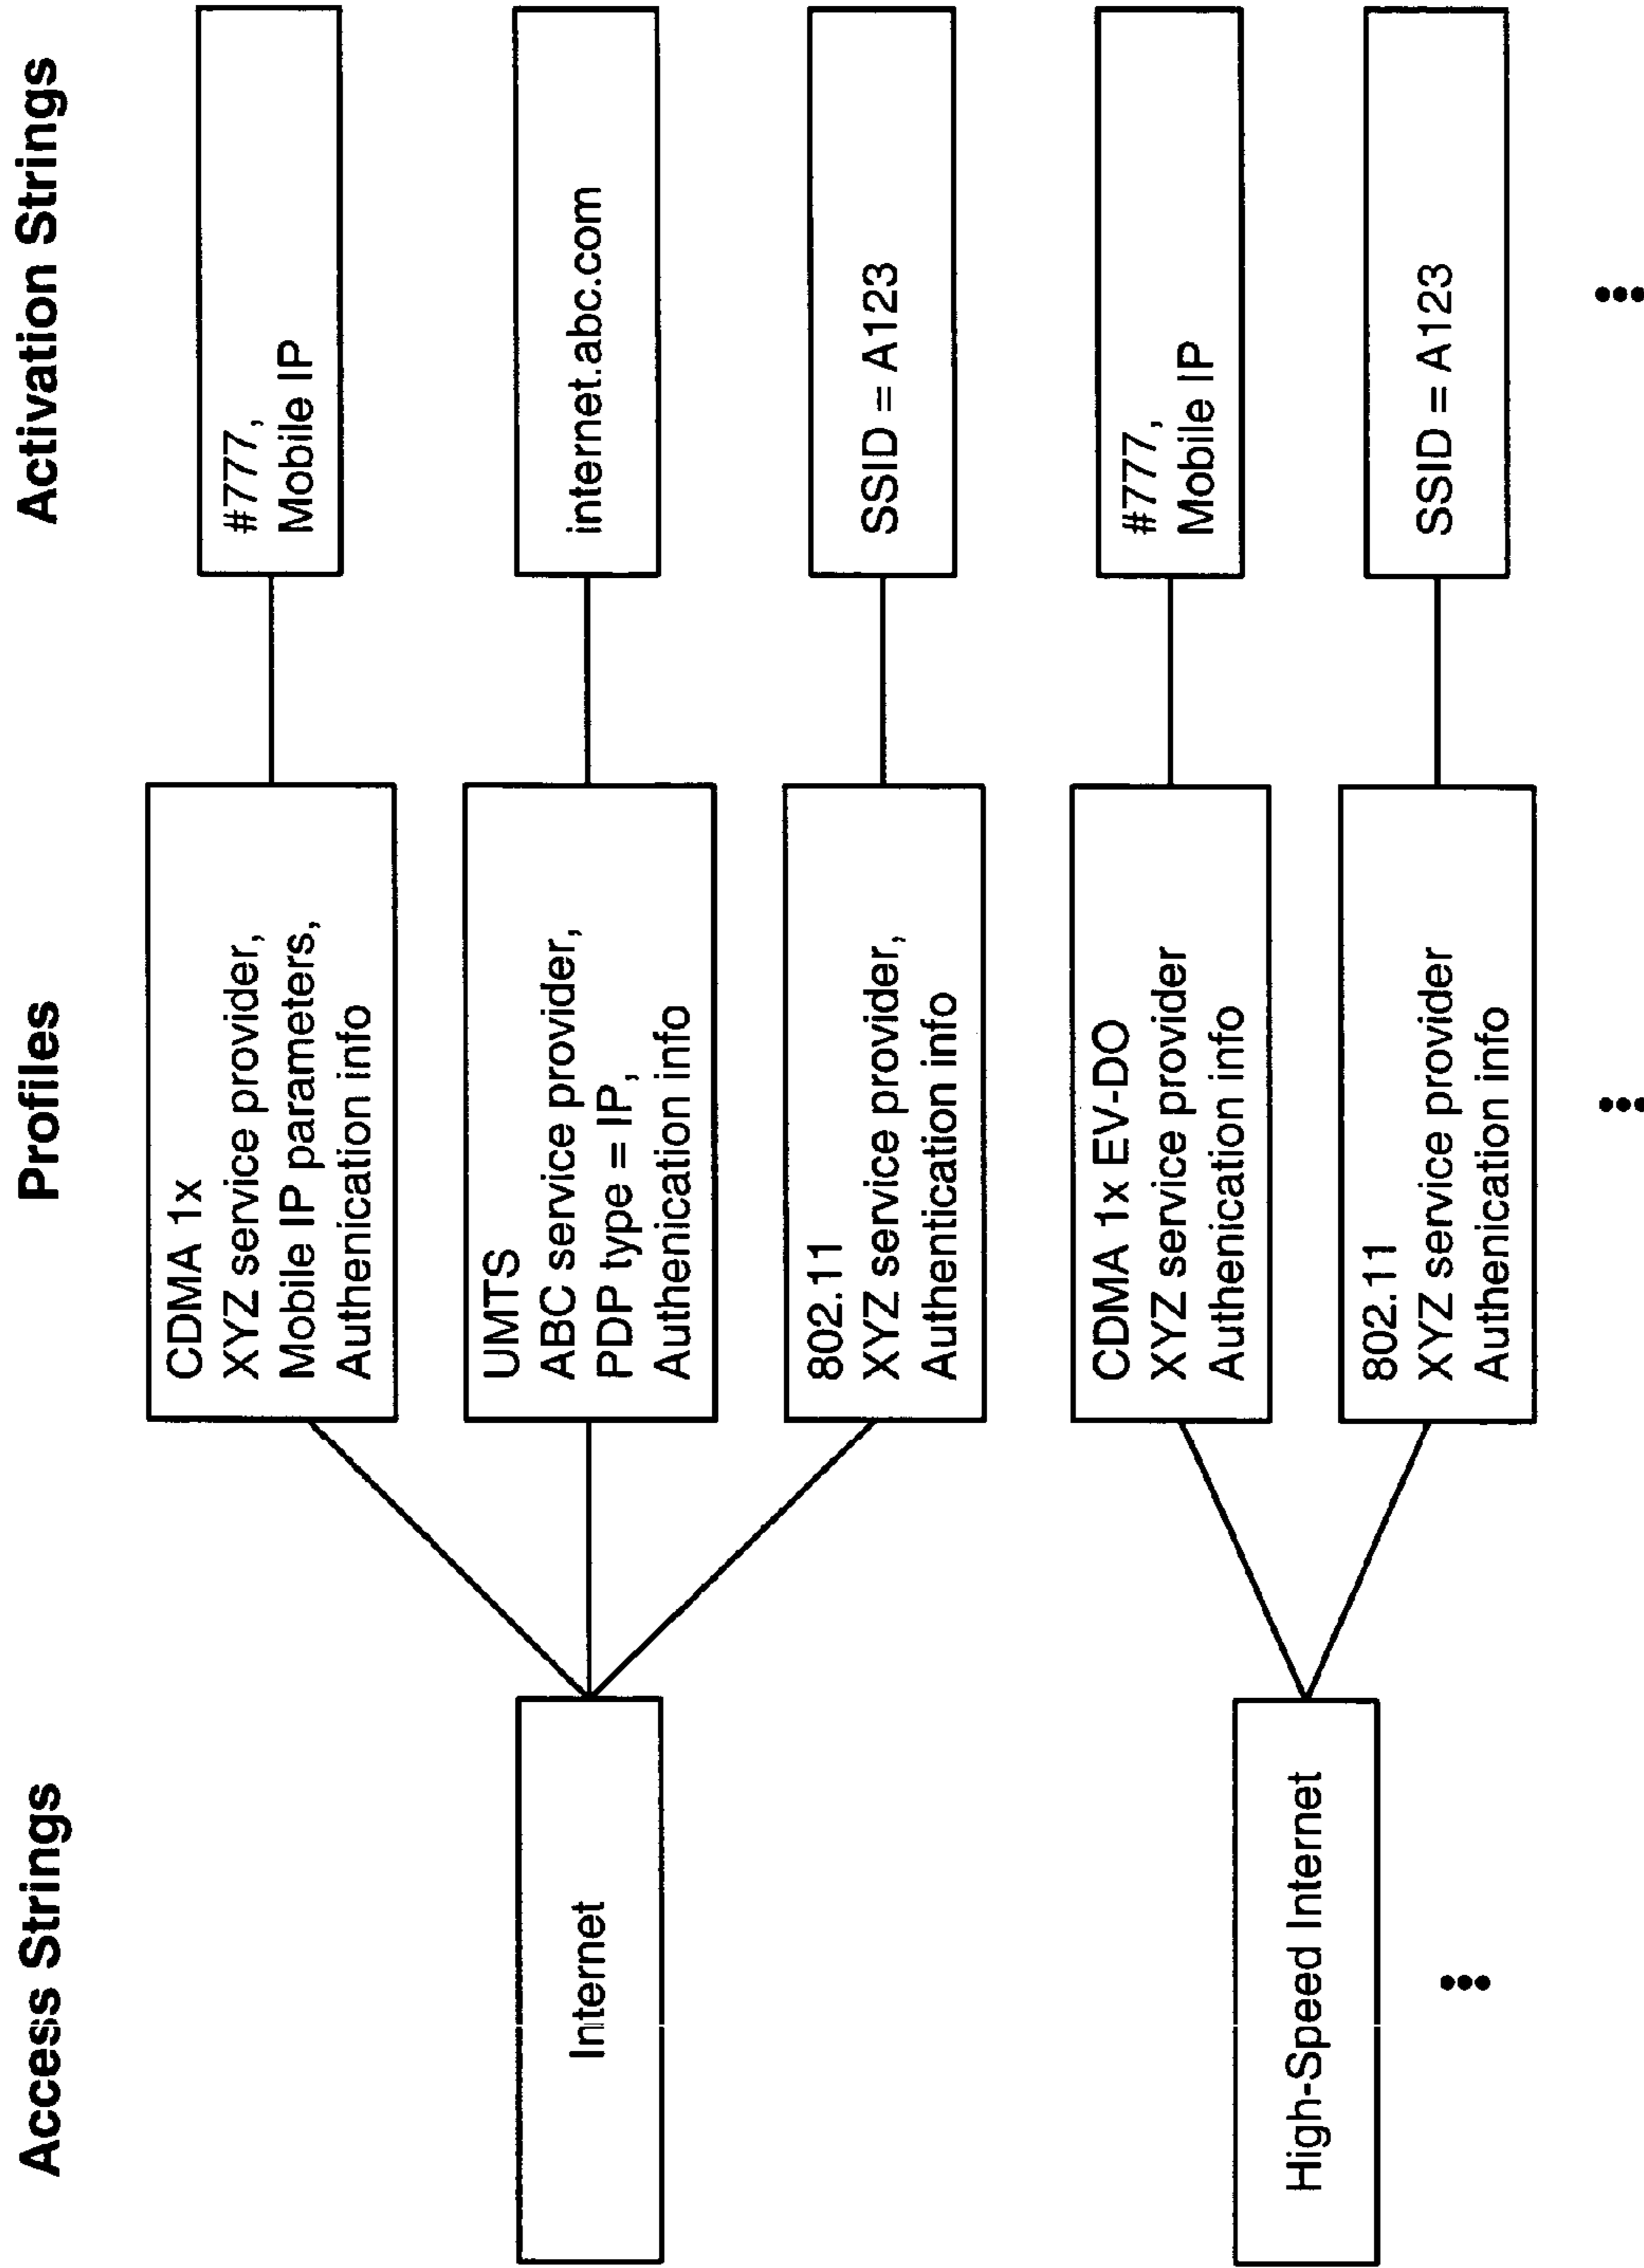 Access Strings
Profiles
Activation Strings
Internet
CDMA 1x
XYZ service provider,
Mobile IP parameters,
Authenication info
#777,
Mobile IP
UMTS
ABC service provider,
PDP type = IP,
Authenication info
internet.abc.com
802.11
XYZ service provider,
Authentication info
SSID = A123
High-Speed Internet
CDMA 1x EV-DO
XYZ service provider
Authenication info
#777,
Mobile IP
802.11
XYZ service provider
Authenication info
SSID = A123